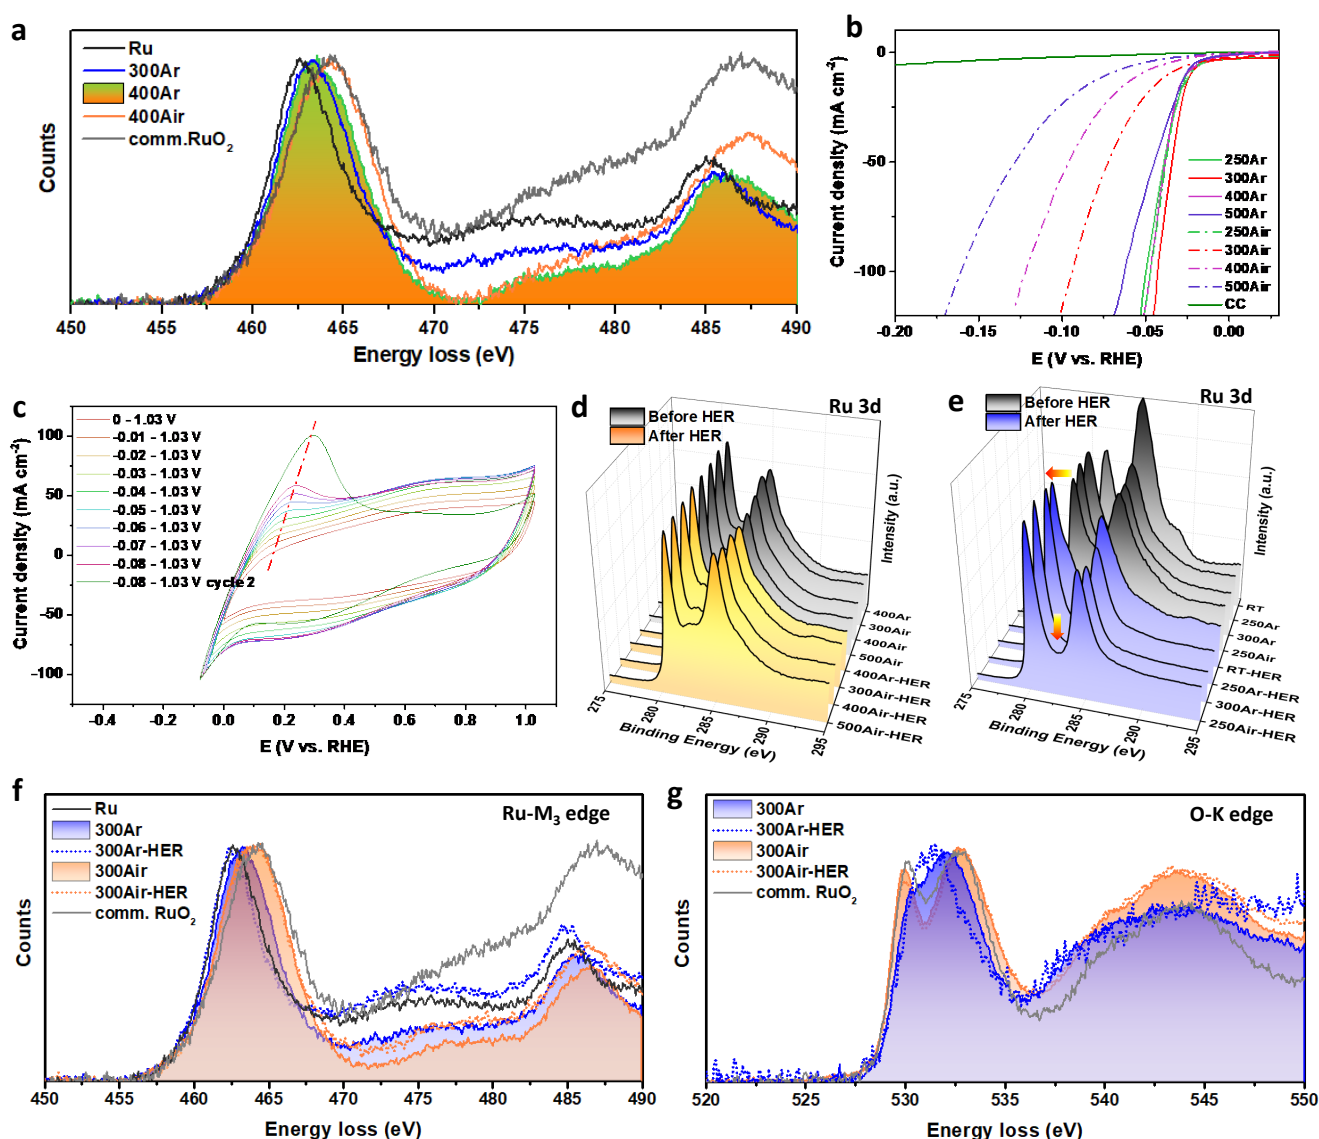 a
Ru
300Ar
400Ar
400Air
comm.RuO2
Counts
450 455 460 465 470 475 480 485 490
Energy loss (eV)
b
0
-50
-100
Current density (mA cm-2)
250Ar
300Ar
400Ar
500Ar
250Air
300Air
400Air
500Air
CC
-0.20 -0.15 -0.10 -0.05 0.00
E (V vs. RHE)
c
0 - 1.03 V
-0.01 - 1.03 V
-0.02 - 1.03 V
-0.03 - 1.03 V
-0.04 - 1.03 V
-0.05 - 1.03 V
-0.06 - 1.03 V
-0.07 - 1.03 V
-0.08 - 1.03 V
-0.08 - 1.03 V cycle 2
100
50
0
-50
-100
Current density (mA cm-2)
-0.4 -0.2 0.0 0.2 0.4 0.6 0.8 1.0
E (V vs. RHE)
d
Before HER
After HER
Ru 3d
Intensity (a.u.)
400Ar
300Air
400Air
500Air
400Ar-HER
300Air-HER
400Air-HER
500Air-HER
275 280 285 290 295
Binding Energy (eV)
e
Before HER
After HER
Ru 3d
Intensity (a.u.)
RT
250Ar
300Ar
250Air
RT-HER
250Ar-HER
300Ar-HER
250Air-HER
275 280 285 290 295
Binding Energy (eV)
f
Ru
300Ar
300Ar-HER
300Air
300Air-HER
comm. RuO2
Ru-M3 edge
Counts
450 455 460 465 470 475 480 485 490
Energy loss (eV)
g
300Ar
300Ar-HER
300Air
300Air-HER
comm. RuO2
O-K edge
Counts
520 525 530 535 540 545 550
Energy loss (eV)